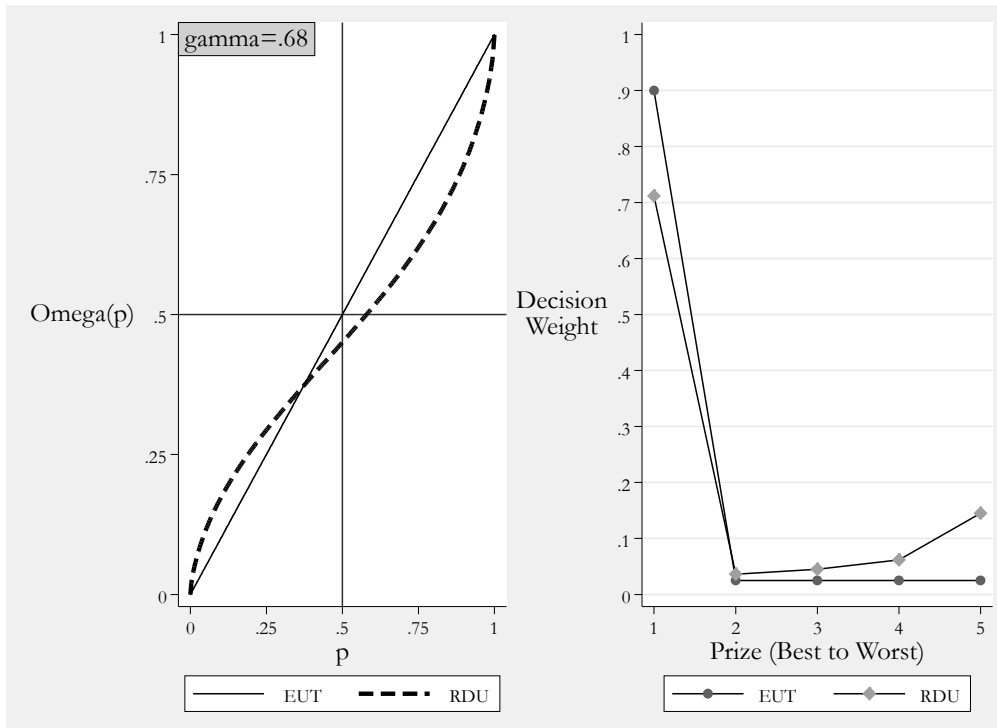 gamma=.68
1
.75
.5
.25
0
Omega(p)
0 .25 .5 .75 1
p
EUT RDU
1
.9
.8
.7
.6
.5
.4
.3
.2
.1
0
Decision
Weight
1 2 3 4 5
Prize (Best to Worst)
EUT RDU